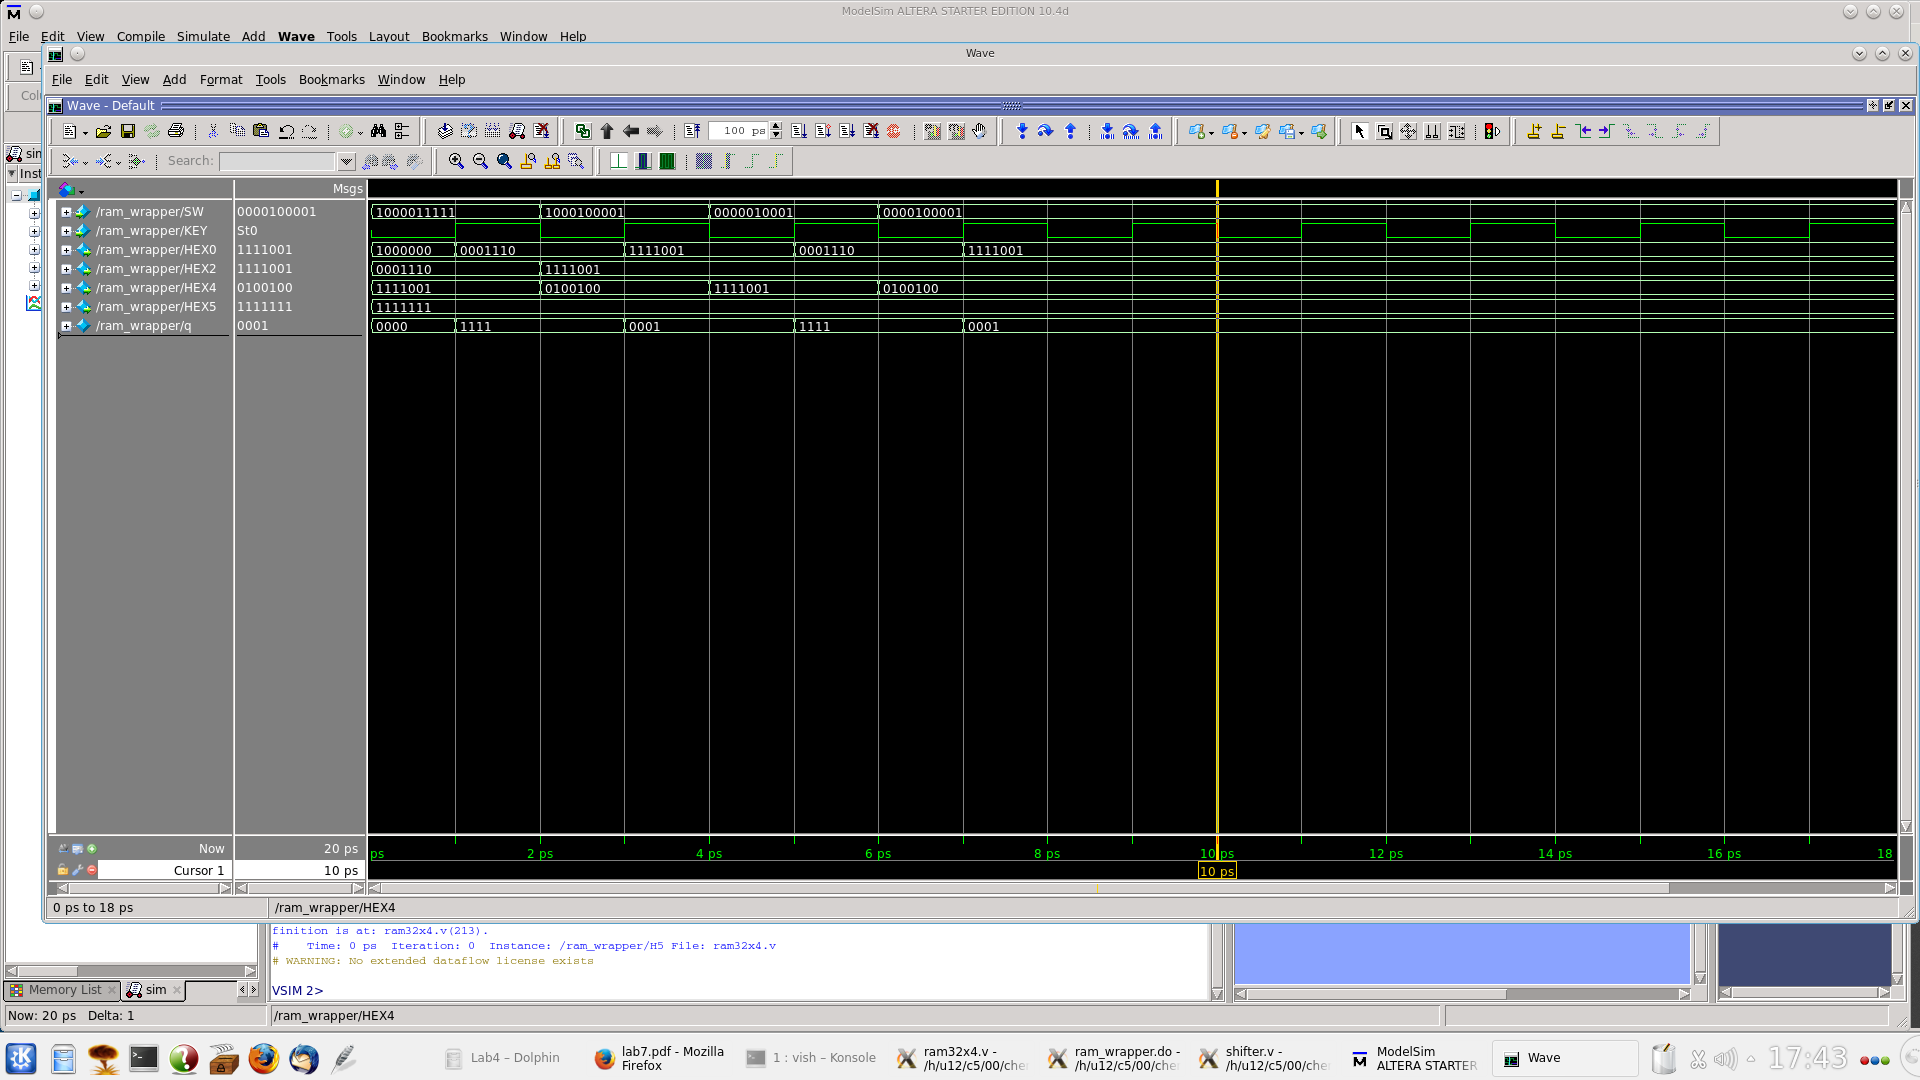 ModelSim ALTERA STARTER EDITION 10.4d
File Edit View Compile Simulate Add Wave Tools Layout Bookmarks Window Help
Wave
File Edit View Add Format Tools Bookmarks Window Help
Wave - Default
100 ps
Search:
sim
Inst
Msgs
/ram_wrapper/SW 0000100001 1000011111 1000100001 0000010001 0000100001
/ram_wrapper/KEY St0
/ram_wrapper/HEX0 1111001 1000000 0001110 1111001 0001110 1111001
/ram_wrapper/HEX2 1111001 0001110 1111001
/ram_wrapper/HEX4 0100100 1111001 0100100 1111001 0100100
/ram_wrapper/HEX5 1111111 1111111
/ram_wrapper/q 0001 0000 1111 0001 1111 0001
Now 20 ps ps 2 ps 4 ps 6 ps 8 ps 10 ps 12 ps 14 ps 16 ps 18
Cursor 1 10 ps 10 ps
0 ps to 18 ps /ram_wrapper/HEX4
finition is at: ram32x4.v(213).
# Time: 0 ps Iteration: 0 Instance: /ram_wrapper/H5 File: ram32x4.v
# WARNING: No extended dataflow license exists
VSIM 2>
Memory List sim
Now: 20 ps Delta: 1 /ram_wrapper/HEX4
Lab4 – Dolphin
lab7.pdf - Mozilla
Firefox
1 : vish – Konsole
ram32x4.v -
/h/u12/c5/00/che
ram_wrapper.do -
/h/u12/c5/00/che
shifter.v -
/h/u12/c5/00/che
ModelSim
ALTERA STARTER
Wave
17:43